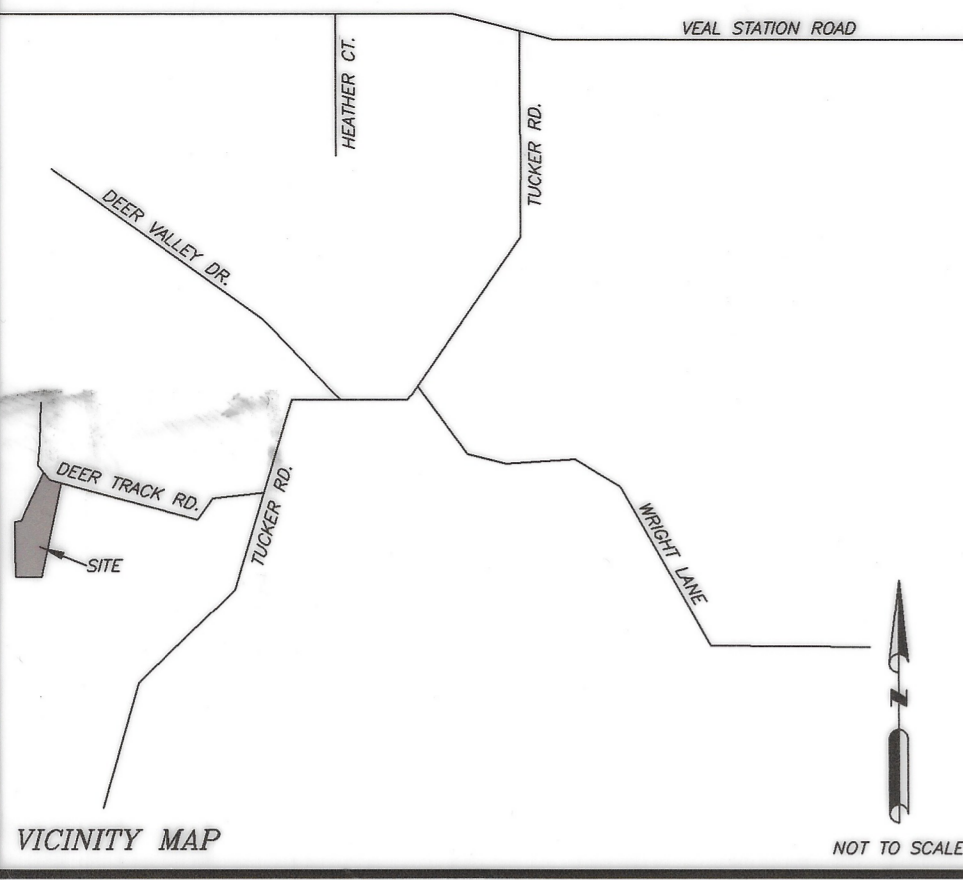 VEAL STATION ROAD
HEATHER CT.
TUCKER RD.
DEER VALLEY DR.
DEER TRACK RD.
TUCKER RD.
SITE
WRIGHT LANE
N
VICINITY MAP
NOT TO SCALE